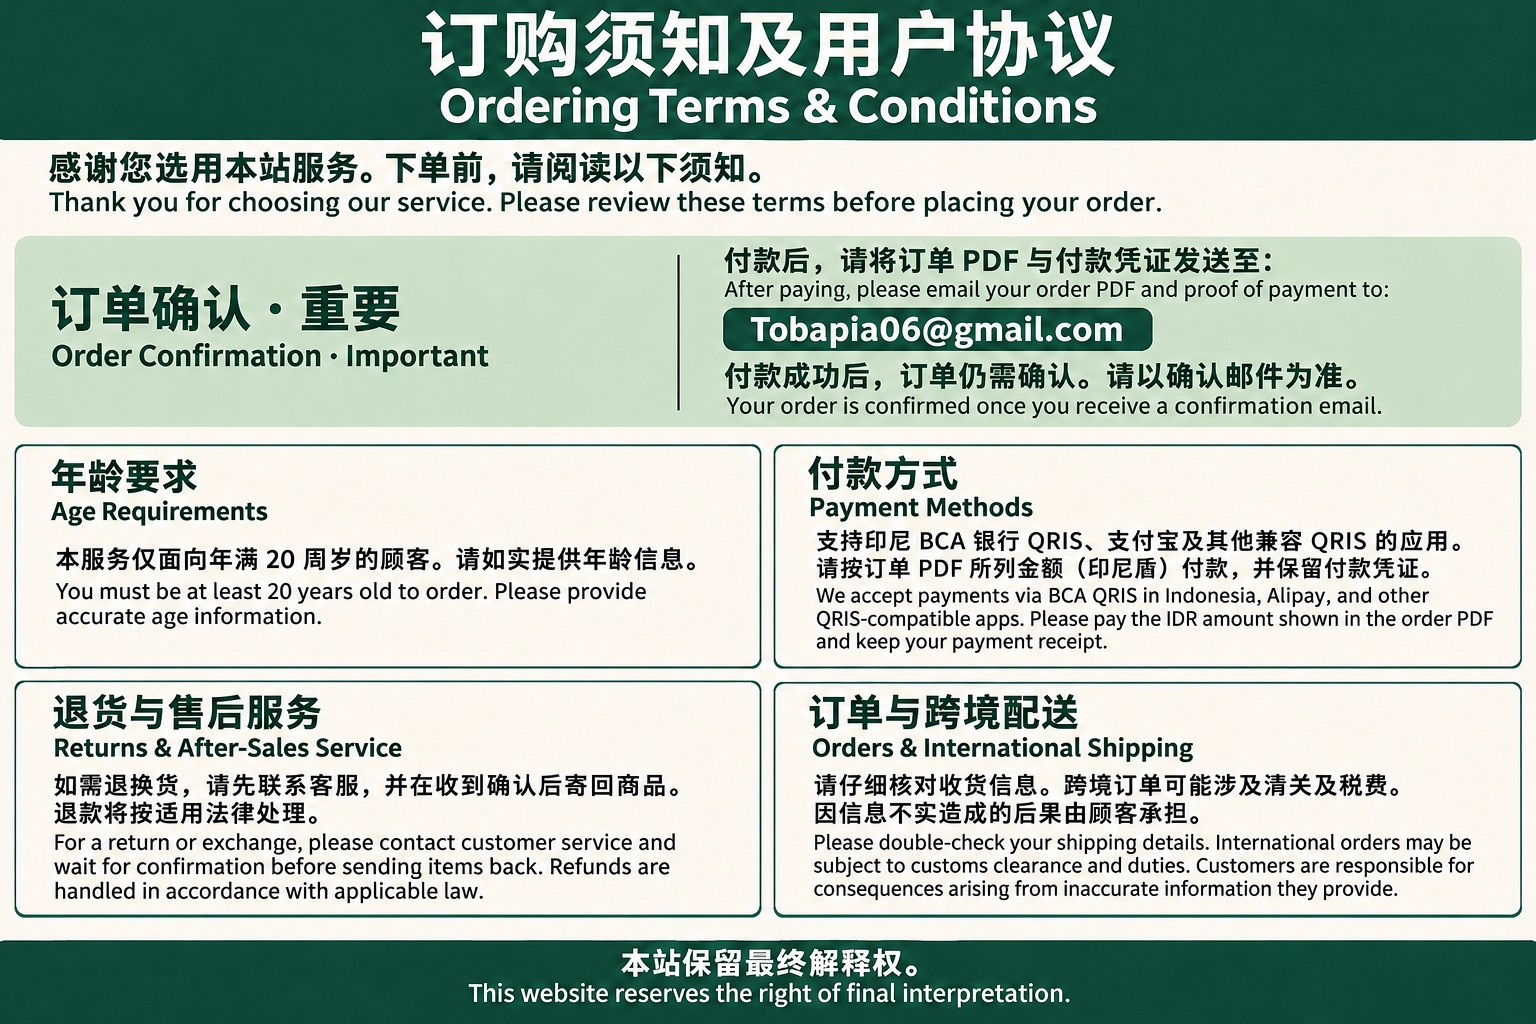 订购须知及用户协议
Ordering Terms & Conditions
感谢您选用本站服务。下单前，请阅读以下须知。
Thank you for choosing our service. Please review these terms before placing your order.
订单确认 · 重要
Order Confirmation · Important
付款后，请将订单 PDF 与付款凭证发送至：
After paying, please email your order PDF and proof of payment to:
Tobapia06@gmail.com
付款成功后，订单仍需确认。请以确认邮件为准。
Your order is confirmed once you receive a confirmation email.
年龄要求
Age Requirements
本服务仅面向年满 20 周岁的顾客。请如实提供年龄信息。
You must be at least 20 years old to order. Please provide
accurate age information.
付款方式
Payment Methods
支持印尼 BCA 银行 QRIS、支付宝及其他兼容 QRIS 的应用。
请按订单 PDF 所列金额（印尼盾）付款，并保留付款凭证。
We accept payments via BCA QRIS in Indonesia, Alipay, and other
QRIS-compatible apps. Please pay the IDR amount shown in the order PDF
and keep your payment receipt.
退货与售后服务
Returns & After-Sales Service
如需退换货，请先联系客服，并在收到确认后寄回商品。
退款将按适用法律处理。
For a return or exchange, please contact customer service and
wait for confirmation before sending items back. Refunds are
handled in accordance with applicable law.
订单与跨境配送
Orders & International Shipping
请仔细核对收货信息。跨境订单可能涉及清关及税费。
因信息不实造成的后果由顾客承担。
Please double-check your shipping details. International orders may be
subject to customs clearance and duties. Customers are responsible for
consequences arising from inaccurate information they provide.
本站保留最终解释权。
This website reserves the right of final interpretation.